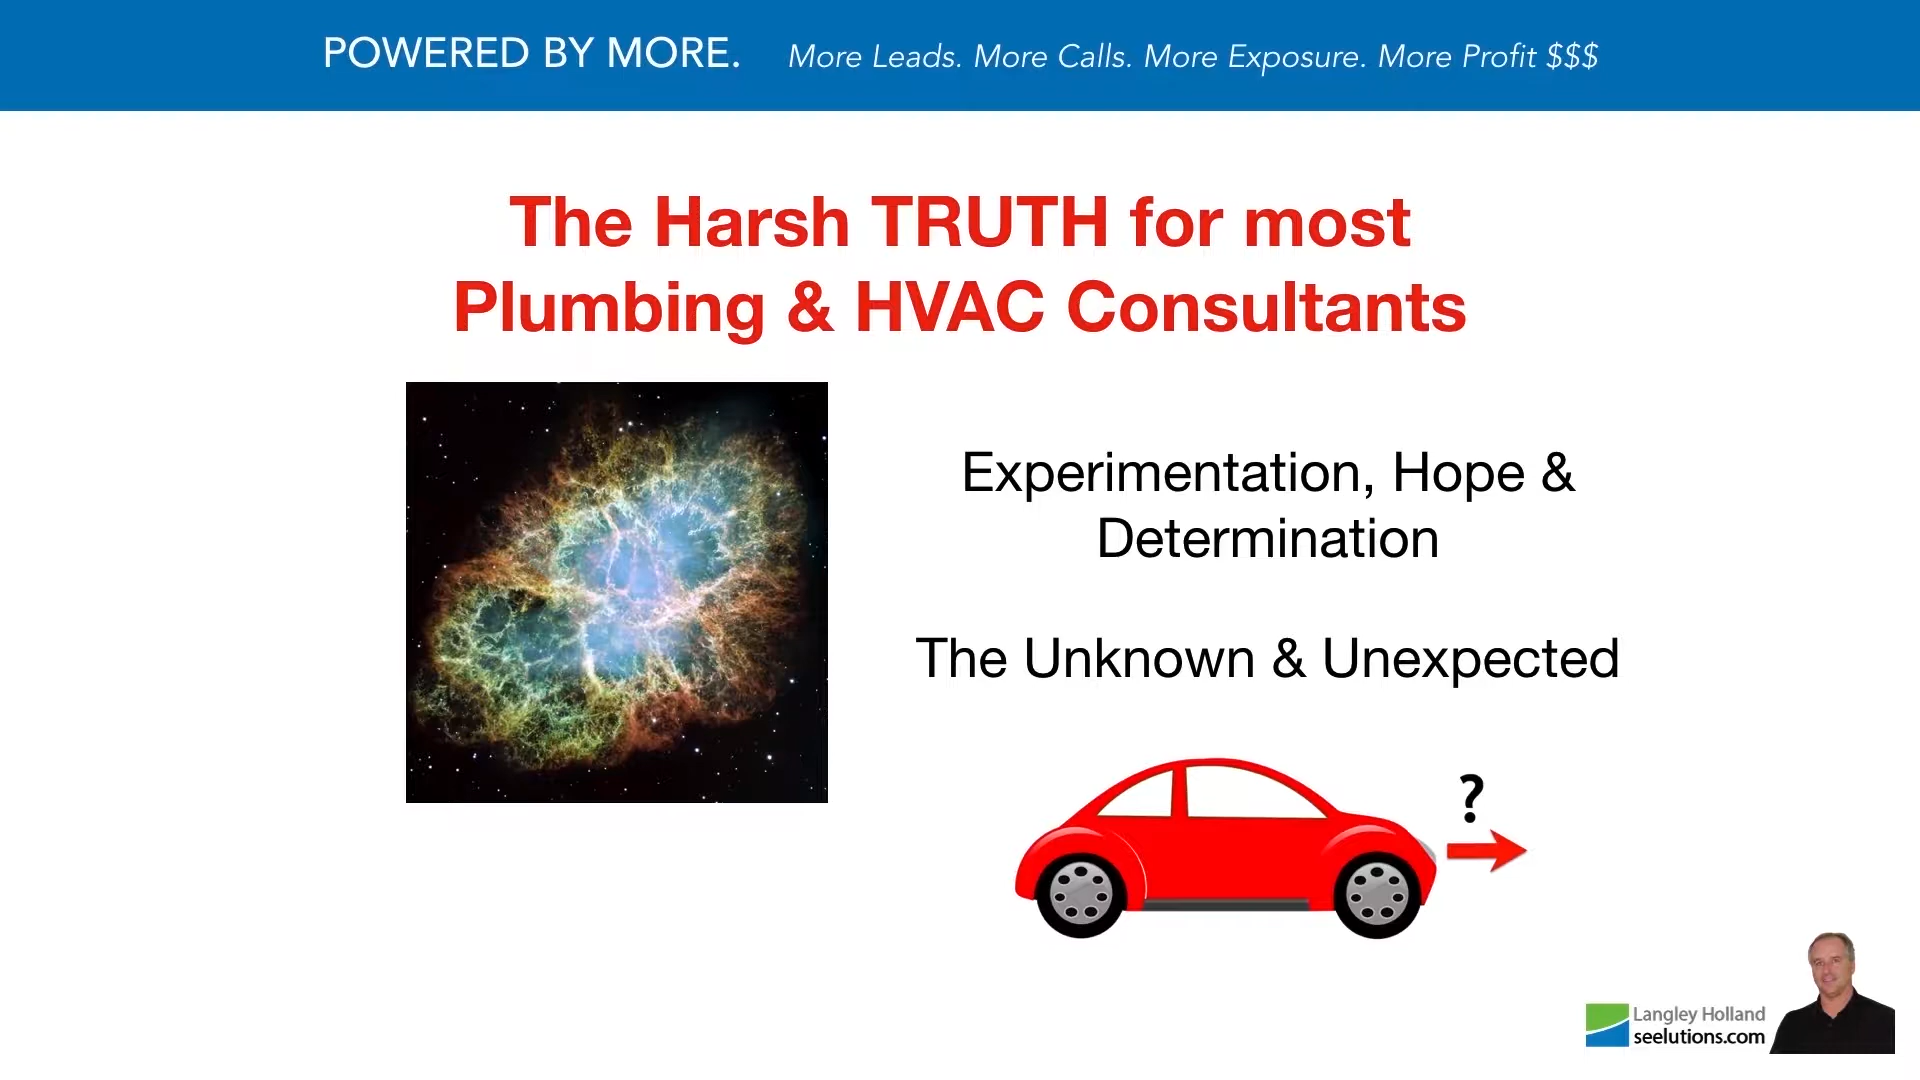 POWERED BY MORE. More Leads. More Calls. More Exposure. More Profit $$$
The Harsh TRUTH for most
Plumbing & HVAC Consultants
Experimentation, Hope &
Determination
The Unknown & Unexpected
?
Langley Holland
seelutions.com